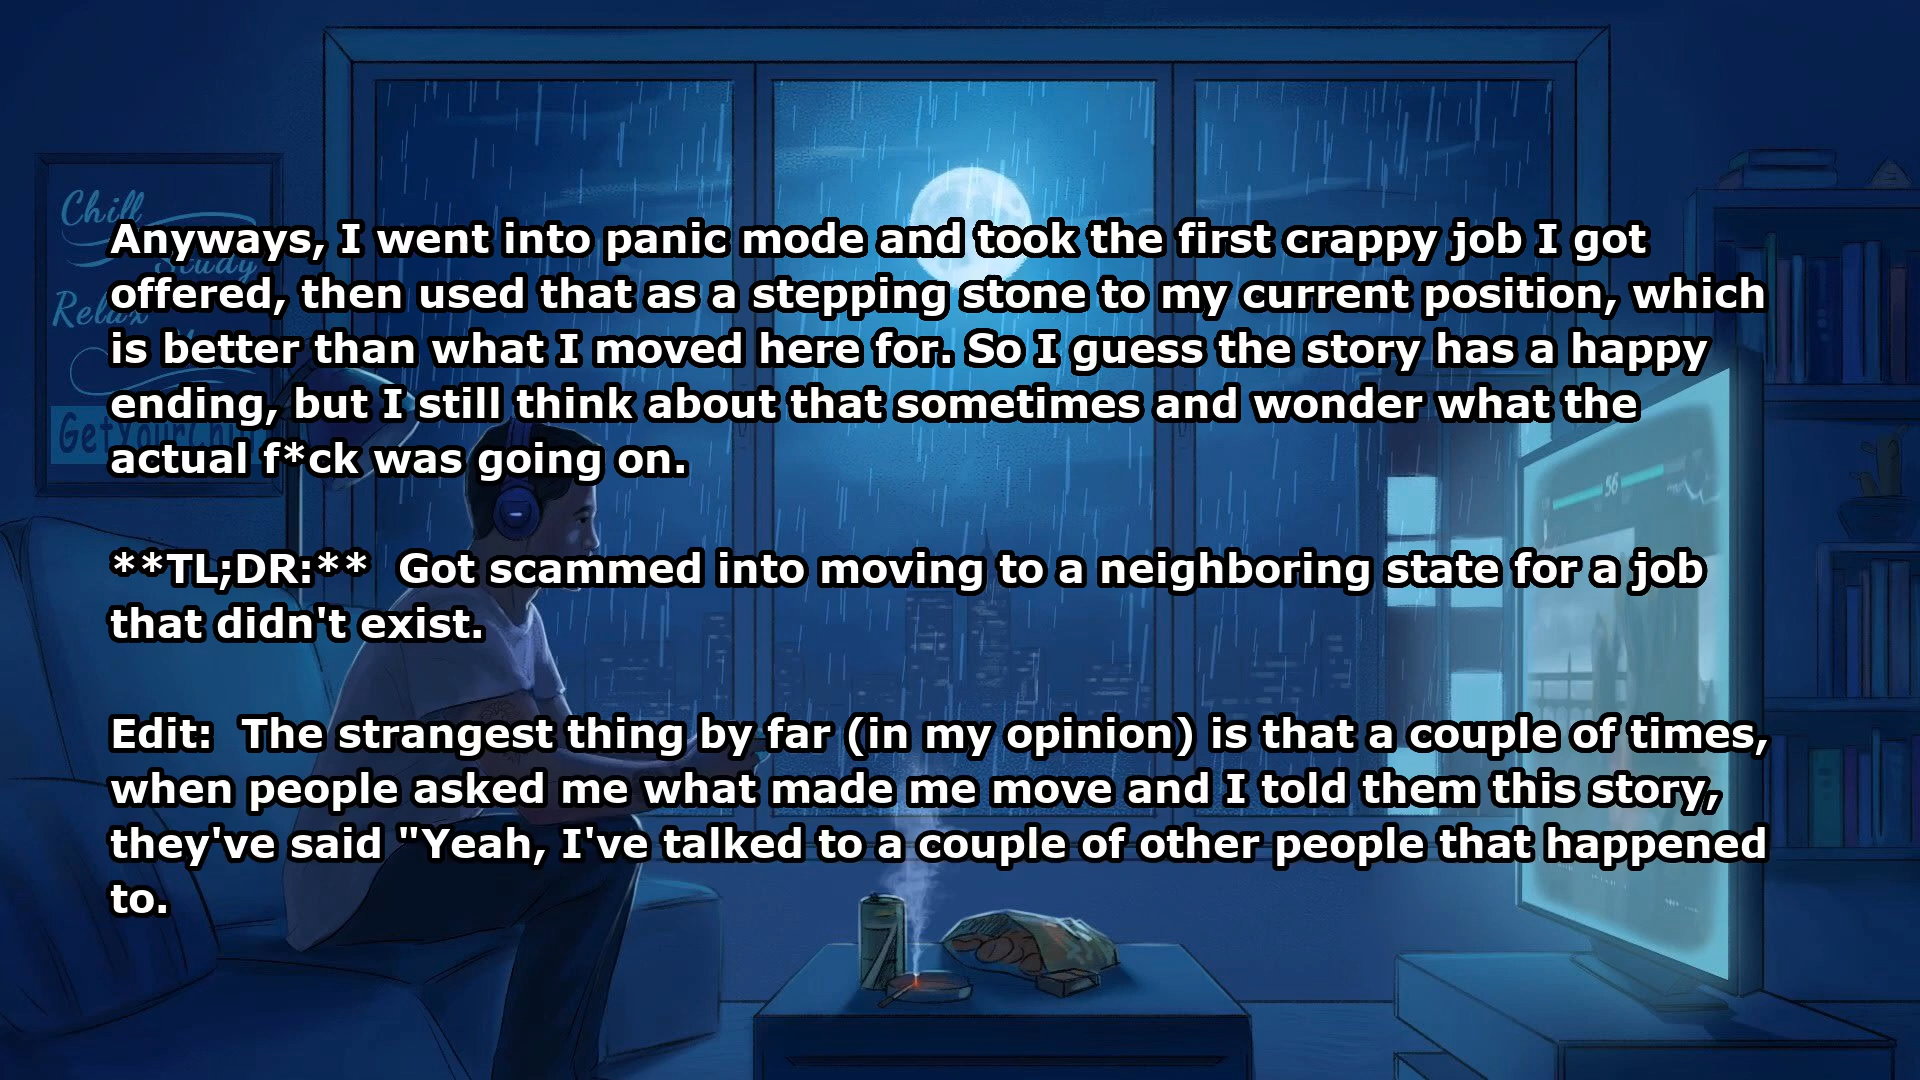 Chill
Study
Relax
Anyways, I went into panic mode and took the first crappy job I got
offered, then used that as a stepping stone to my current position, which
is better than what I moved here for. So I guess the story has a happy
ending, but I still think about that sometimes and wonder what the
actual f*ck was going on.
**TL;DR:**  Got scammed into moving to a neighboring state for a job
that didn't exist.
Edit:  The strangest thing by far (in my opinion) is that a couple of times,
when people asked me what made me move and I told them this story,
they've said "Yeah, I've talked to a couple of other people that happened
to.
56